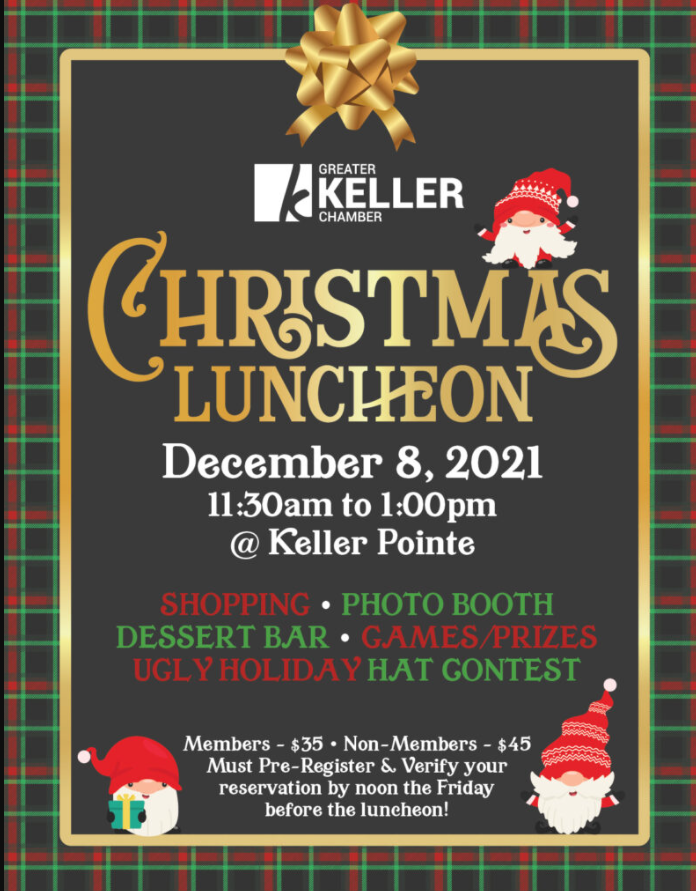 GREATER
KELLER
CHAMBER
CHRISTMAS
LUNCHEON
December 8, 2021
11:30am to 1:00pm
@ Keller Pointe
SHOPPING • PHOTO BOOTH
DESSERT BAR • GAMES/PRIZES
UGLY HOLIDAY HAT CONTEST
Members - $35 • Non-Members - $45
Must Pre-Register & Verify your
reservation by noon the Friday
before the luncheon!